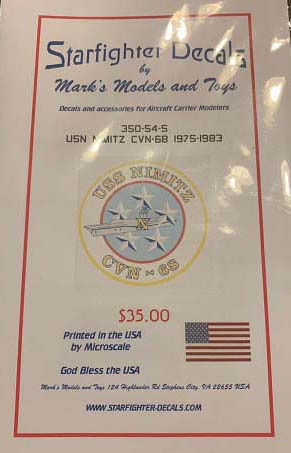 Starfighter Decals
by
Mark's Models and Toys
Decals and accessories for Aircraft Carrier Modelers
350-54-5
USN NIMITZ CVN-68 1975-1983
USS NIMITZ
N
CVN-68
$35.00
Printed in the USA
by Microscale
God Bless the USA
Mark's Models and Toys 124 Highlander Rd Stephens City, VA 22655 USA
WWW.STARFIGHTER-DECALS.COM